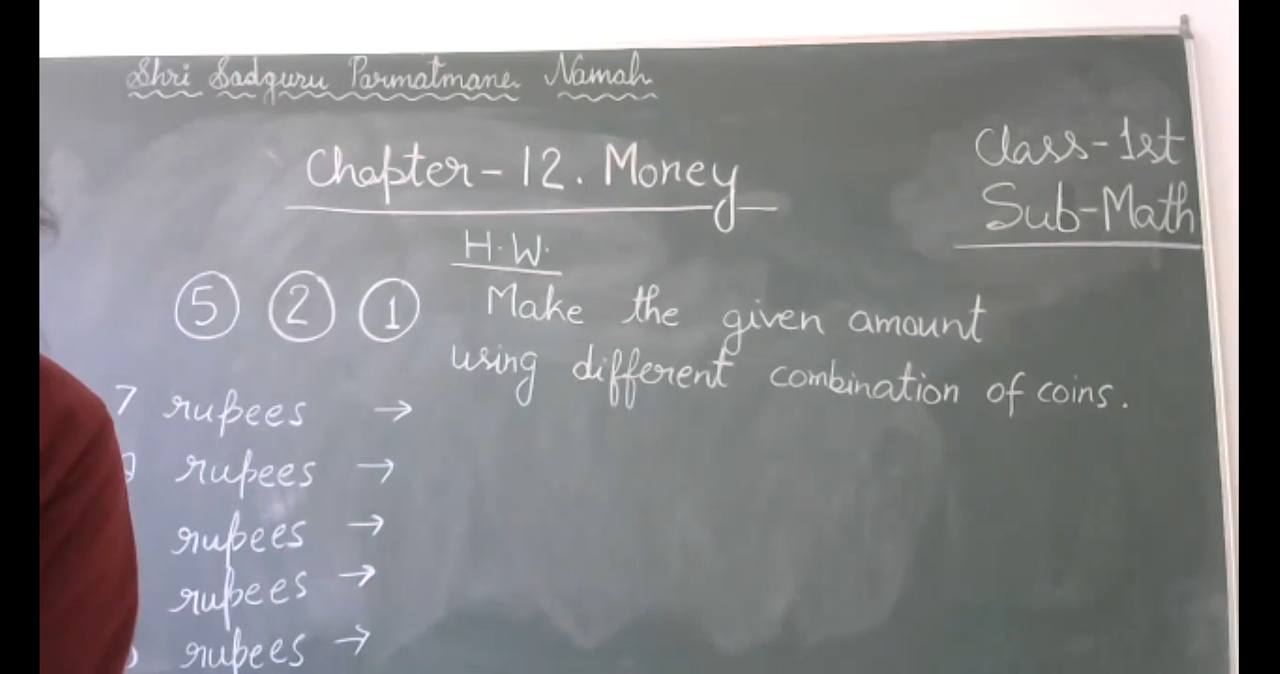 Shri Sadguru Parmatmane Namah
Class-1st
Chapter-12. Money
Sub-Math
H.W.
5 2 1 Make the given amount
using different combination of coins.
7 rupees →
rupees →
rupees →
rupees →
rupees →